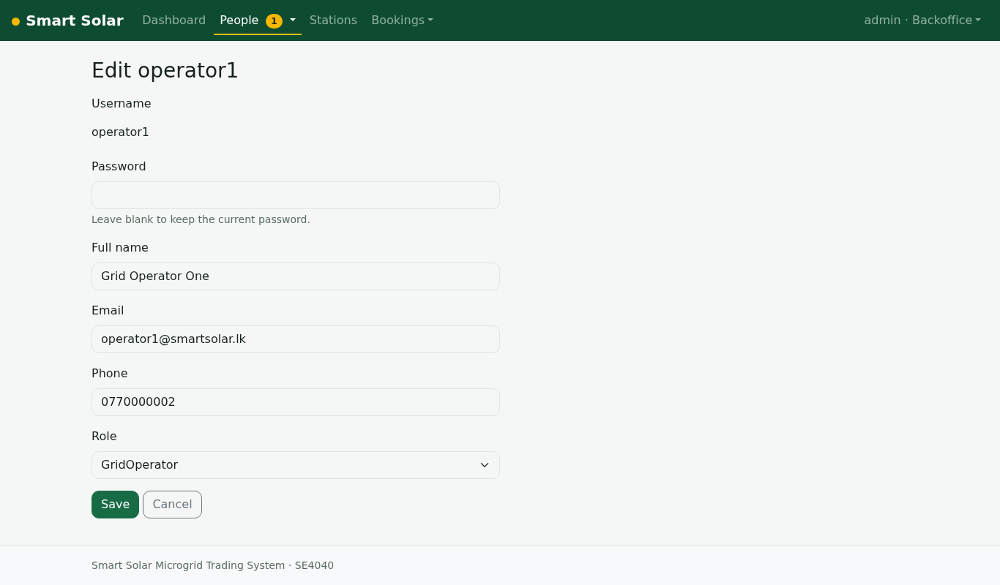 Smart Solar Dashboard People 1 Stations Bookings admin · Backoffice
Edit operator1
Username
operator1
Password
Leave blank to keep the current password.
Full name
Grid Operator One
Email
operator1@smartsolar.lk
Phone
0770000002
Role
GridOperator
Save Cancel
Smart Solar Microgrid Trading System · SE4040